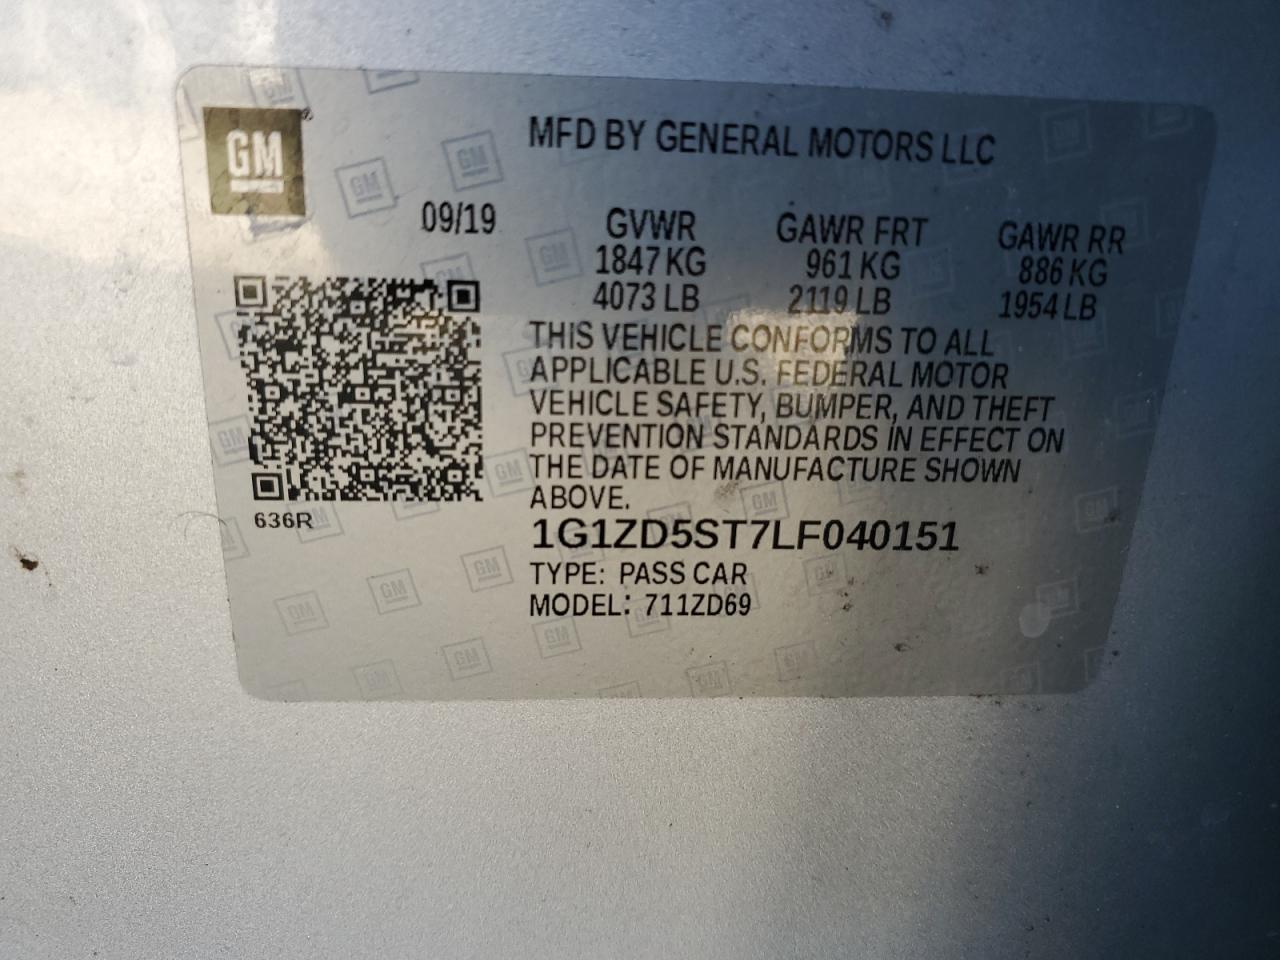 GM
MFD BY GENERAL MOTORS LLC
09/19 GVWR GAWR FRT GAWR RR
1847 KG 961 KG 886 KG
4073 LB 2119 LB 1954 LB
THIS VEHICLE CONFORMS TO ALL
APPLICABLE U.S. FEDERAL MOTOR
VEHICLE SAFETY, BUMPER, AND THEFT
PREVENTION STANDARDS IN EFFECT ON
THE DATE OF MANUFACTURE SHOWN
ABOVE.
636R
1G1ZD5ST7LF040151
TYPE: PASS CAR
MODEL: 711ZD69